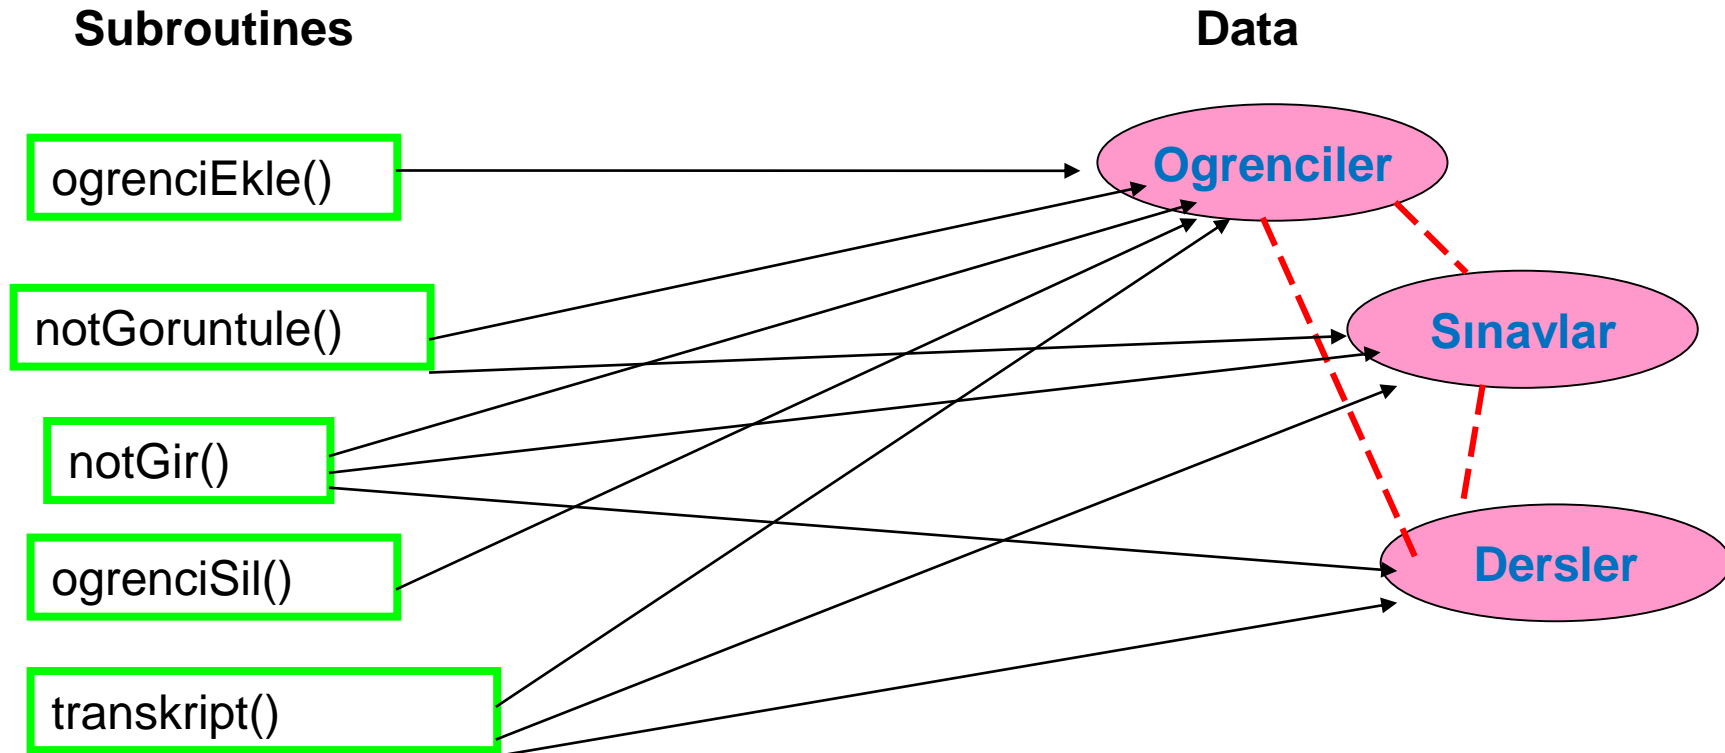 Subroutines
Data
ogrenciEkle()
notGoruntule()
notGir()
ogrenciSil()
transkript()
Ogrenciler
Sınavlar
Dersler